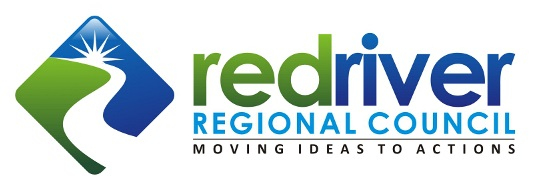 redriver
REGIONAL COUNCIL
MOVING IDEAS TO ACTIONS